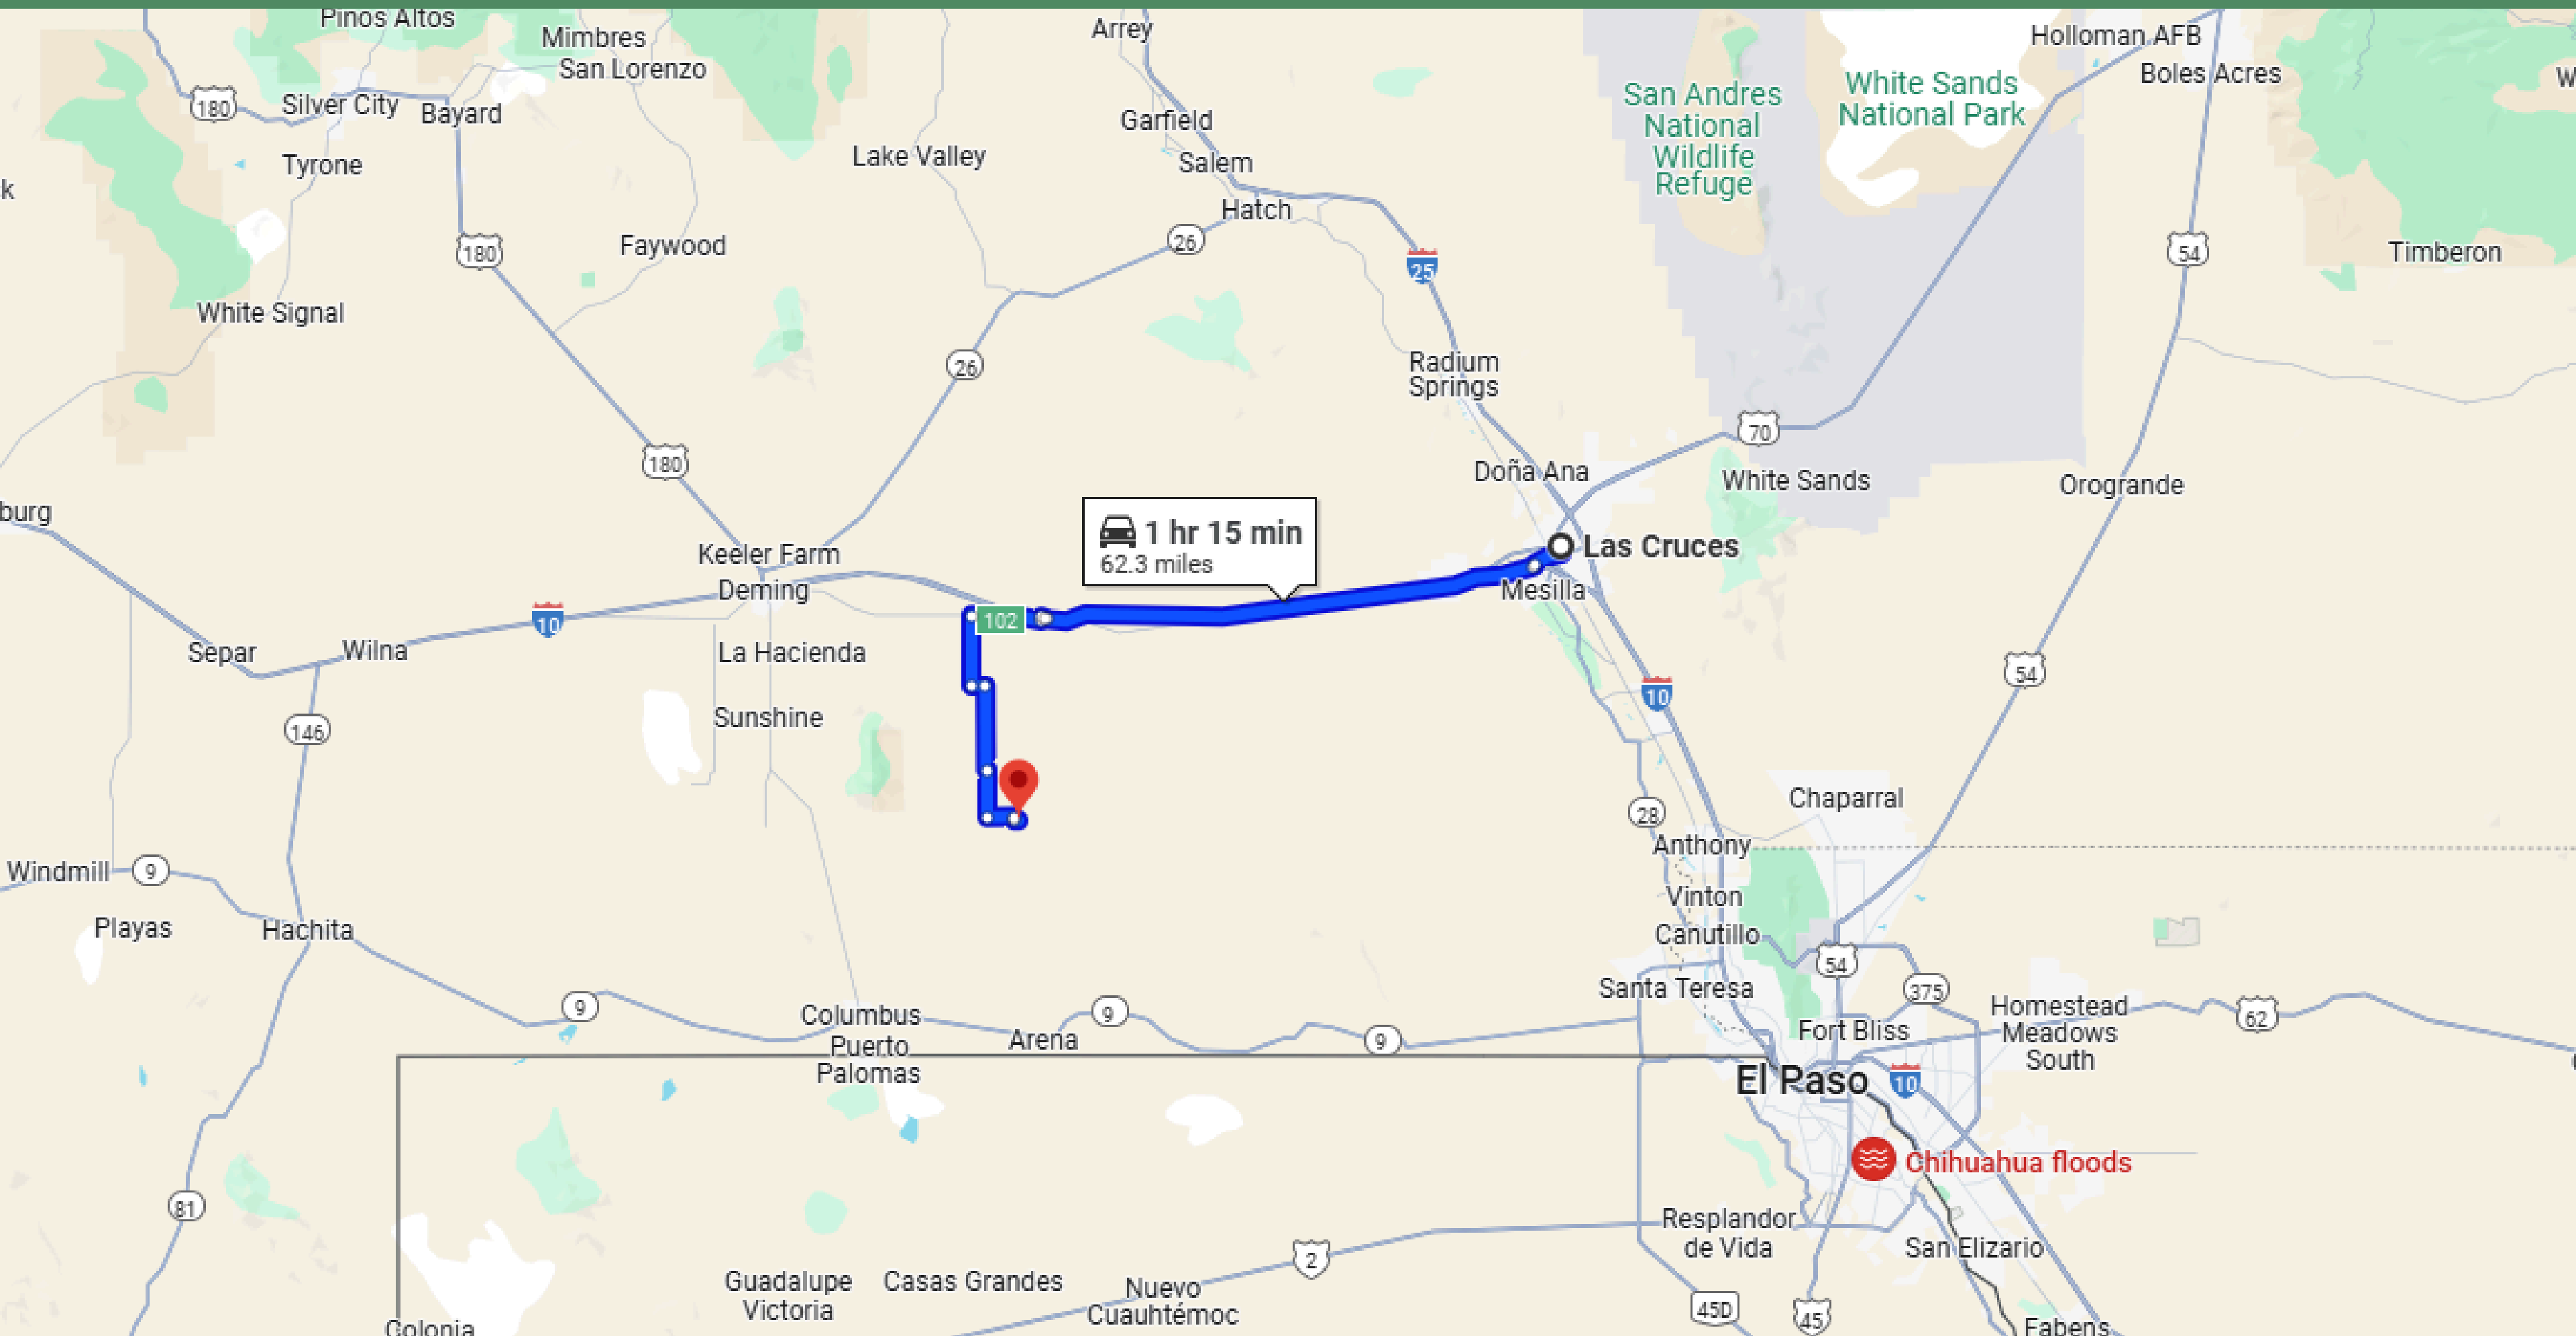 Pinos Altos
Mimbres
San Lorenzo
Arrey
Holloman AFB
Boles Acres
W
180
Silver City
Bayard
Tyrone
k
Lake Valley
Garfield
Salem
Hatch
San Andres
National
Wildlife
Refuge
White Sands
National Park
180
Faywood
26
25
54
Timberon
White Signal
26
Radium
Springs
180
70
Doña Ana
White Sands
Orogrande
burg
1 hr 15 min
62.3 miles
Las Cruces
Keeler Farm
Deming
Mesilla
10
102
Separ
Wilna
La Hacienda
54
10
146
Sunshine
28
Chaparral
Anthony
Windmill
9
Vinton
Playas
Hachita
Canutillo
54
375
Santa Teresa
9
Columbus
9
Arena
9
Puerto
Palomas
Fort Bliss
Homestead
Meadows
South
62
El Paso
10
Chihuahua floods
81
Resplandor
de Vida
San Elizario
2
Guadalupe
Victoria
Casas Grandes
Nuevo
Cuauhtémoc
45D
45
Colonia
Fabens